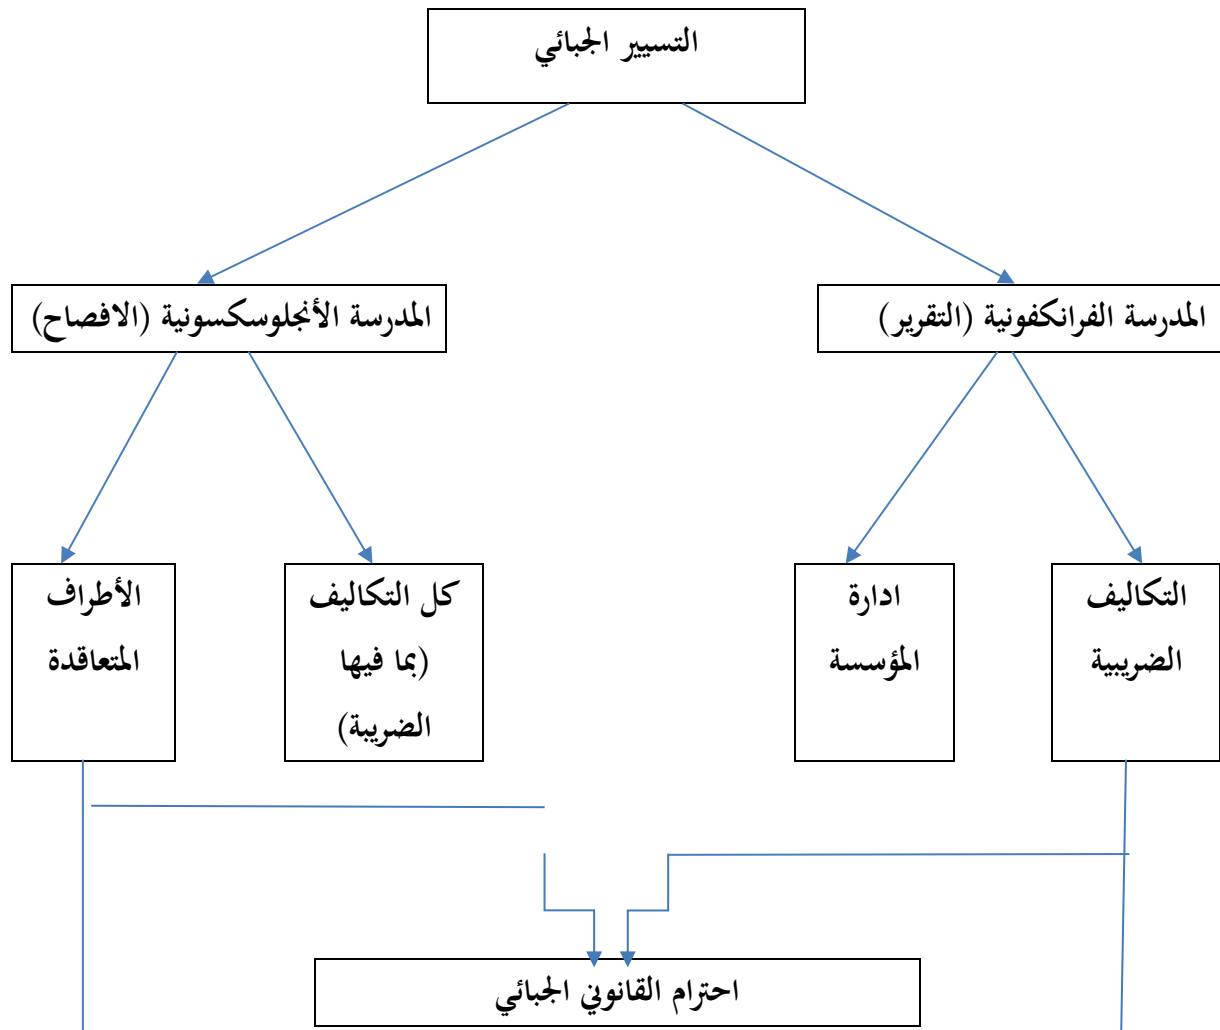 التسيير الجبائي
المدرسة الفرانكفونية (التقرير)
المدرسة الأنجلوسكسونية (الافصاح)
التكاليف
الضريبية
ادارة
المؤسسة
كل التكاليف
(بما فيها
الضريبة)
الأطراف
المتعاقدة
احترام القانوني الجبائي